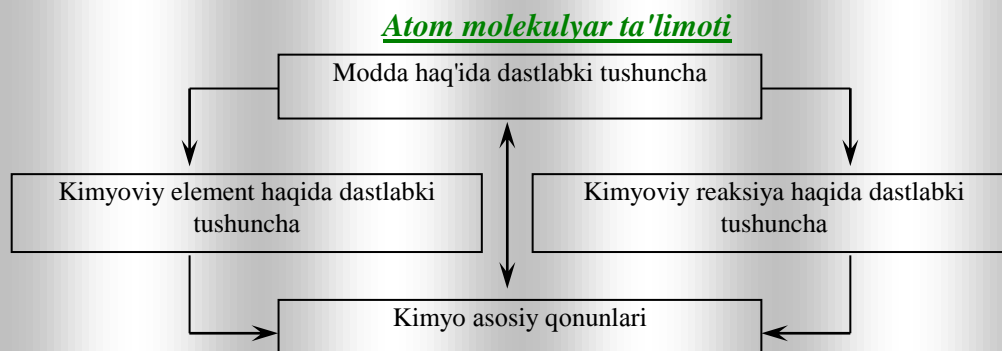 Atom molekulyar ta'limoti
Modda haq'ida dastlabki tushuncha
Kimyoviy element haqida dastlabki
tushuncha
Kimyoviy reaksiya haqida dastlabki
tushuncha
Kimyo asosiy qonunlari